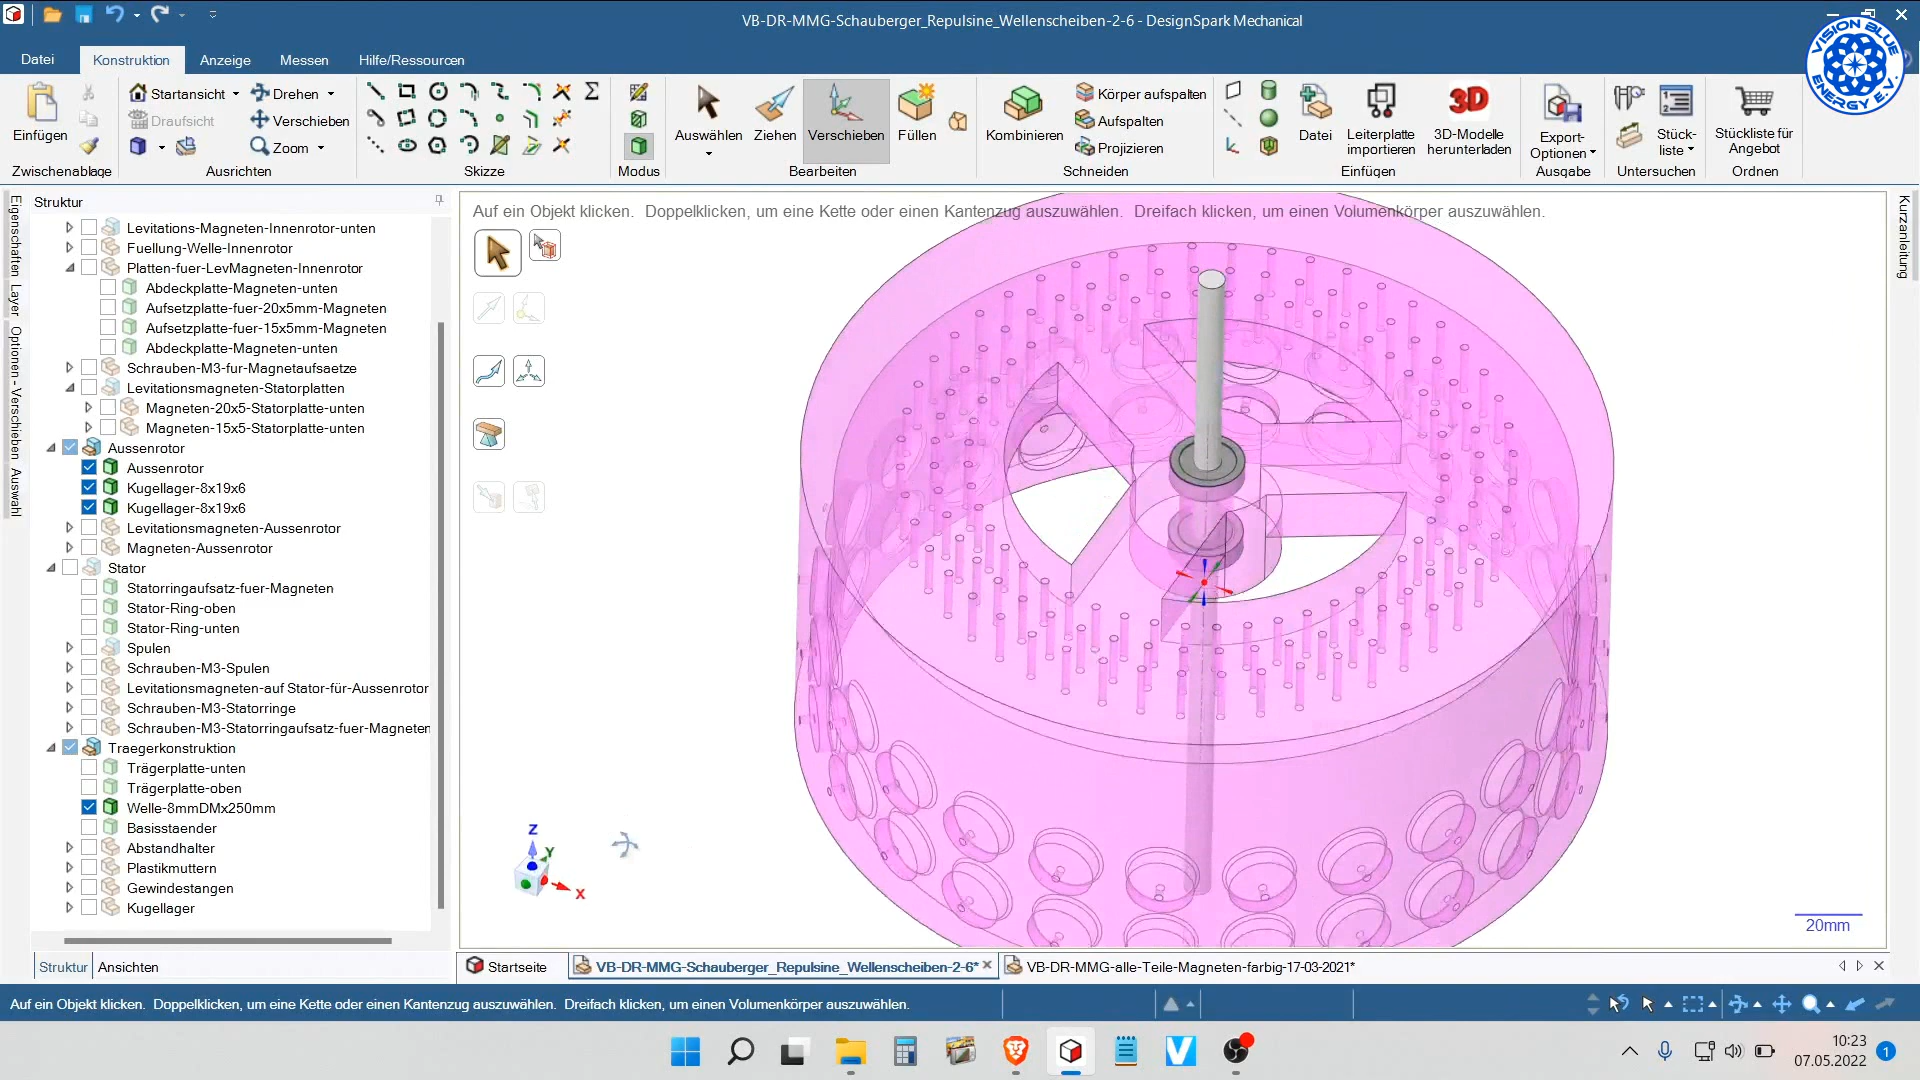 VB-DR-MMG-Schauberger_Repulsine_Wellenscheiben-2-6 - DesignSpark Mechanical
VISION BLUE ENERGY E.V.
Datei
Konstruktion
Anzeige
Messen
Hilfe/Ressourcen
Einfügen
Zwischenablage
Startansicht
Draufsicht
Drehen
Verschieben
Zoom
Ausrichten
Skizze
Modus
Auswählen
Ziehen
Verschieben
Füllen
Bearbeiten
Kombinieren
Körper aufspalten
Aufspalten
Projizieren
Schneiden
Datei
Leiterplatte
importieren
3D
3D-Modelle
herunterladen
Einfügen
Export-
Optionen
Ausgabe
Stück-
liste
Untersuchen
Stückliste für
Angebot
Ordnen
Eigenschaften
Layer
Optionen - Verschieben
Auswahl
Struktur
Levitations-Magneten-Innenrotor-unten
Fuellung-Welle-Innenrotor
Platten-fuer-LevMagneten-Innenrotor
Abdeckplatte-Magneten-unten
Aufsetzplatte-fuer-20x5mm-Magneten
Aufsetzplatte-fuer-15x5mm-Magneten
Abdeckplatte-Magneten-unten
Schrauben-M3-fur-Magnetaufsaetze
Levitationsmagneten-Statorplatten
Magneten-20x5-Statorplatte-unten
Magneten-15x5-Statorplatte-unten
Aussenrotor
Aussenrotor
Kugellager-8x19x6
Kugellager-8x19x6
Levitationsmagneten-Aussenrotor
Magneten-Aussenrotor
Stator
Statorringaufsatz-fuer-Magneten
Stator-Ring-oben
Stator-Ring-unten
Spulen
Schrauben-M3-Spulen
Levitationsmagneten-auf Stator-für-Aussenrotor
Schrauben-M3-Statorringe
Schrauben-M3-Statorringaufsatz-fuer-Magneten
Traegerkonstruktion
Trägerplatte-unten
Trägerplatte-oben
Welle-8mmDMx250mm
Basisstaender
Abstandhalter
Plastikmuttern
Gewindestangen
Kugellager
Struktur
Ansichten
Auf ein Objekt klicken. Doppelklicken, um eine Kette oder einen Kantenzug auszuwählen. Dreifach klicken, um einen Volumenkörper auszuwählen.
Kurzanleitung
Z
Y
X
20mm
Startseite
VB-DR-MMG-Schauberger_Repulsine_Wellenscheiben-2-6*
VB-DR-MMG-alle-Teile-Magneten-farbig-17-03-2021*
Auf ein Objekt klicken. Doppelklicken, um eine Kette oder einen Kantenzug auszuwählen. Dreifach klicken, um einen Volumenkörper auszuwählen.
10:23
07.05.2022
1